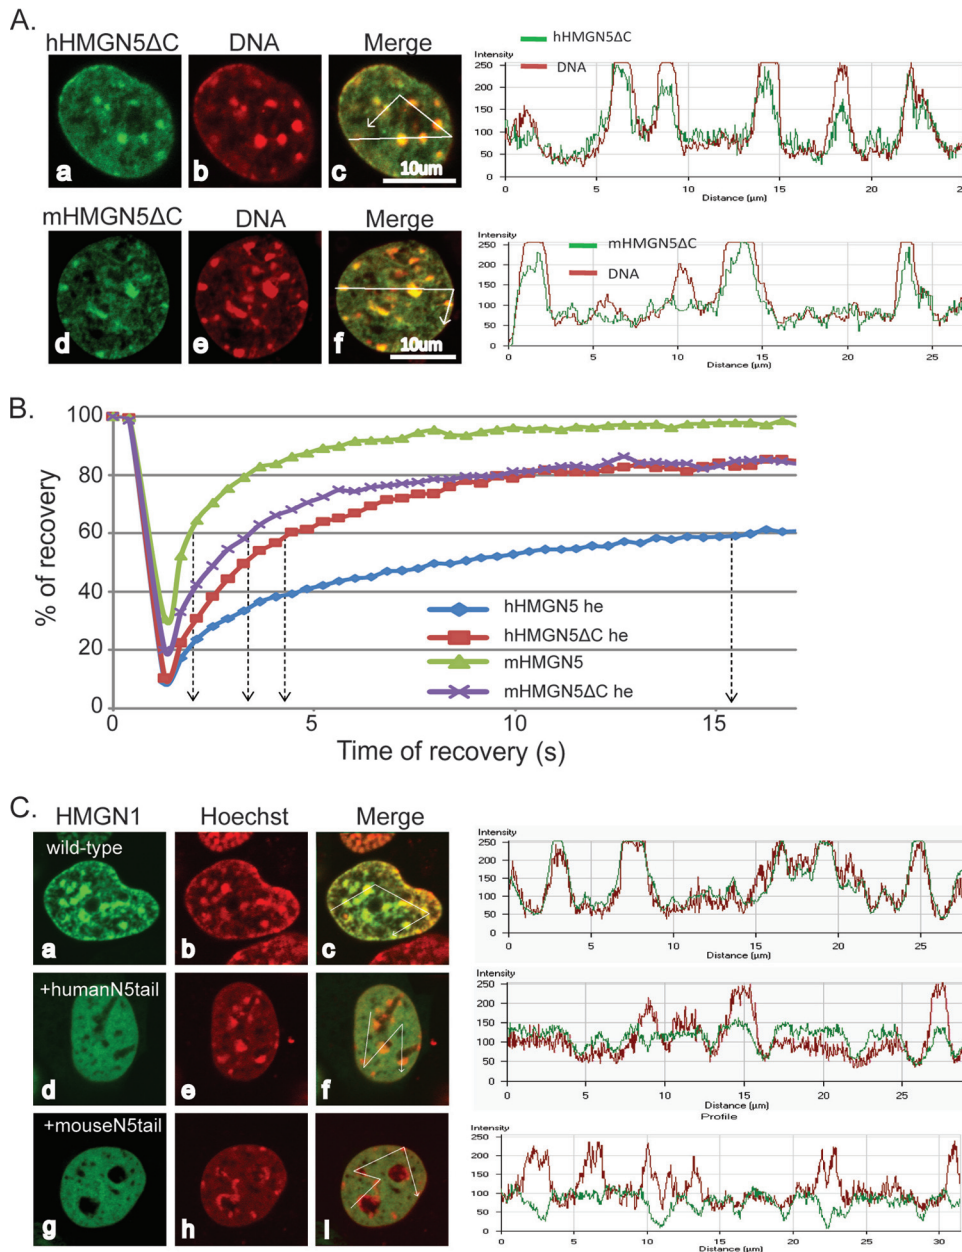 A.
hHMGN5ΔC DNA Merge
a b c
10um
Intensity
hHMGN5ΔC
DNA
250
200
150
100
50
0
0 5 10 15 20 25
Distance [µm]
mHMGN5ΔC DNA Merge
d e f
10um
Intensity
mHMGN5ΔC
DNA
250
200
150
100
50
0
0 5 10 15 20 25
Distance [µm]
B.
% of recovery
100
80
60
40
20
0
0 5 10 15
Time of recovery (s)
hHMGN5 he
hHMGN5ΔC he
mHMGN5
mHMGN5ΔC he
C.
HMGN1 Hoechst Merge
wild-type
a b c
Intensity
250
200
150
100
50
0
0 5 10 15 20 25
Distance [µm]
+humanN5tail
d e f
Intensity
250
200
150
100
50
0
0 5 10 15 20 25
Distance [µm]
Profile
+mouseN5tail
g h I
Intensity
250
200
150
100
50
0
0 5 10 15 20 25 30
Distance [µm]